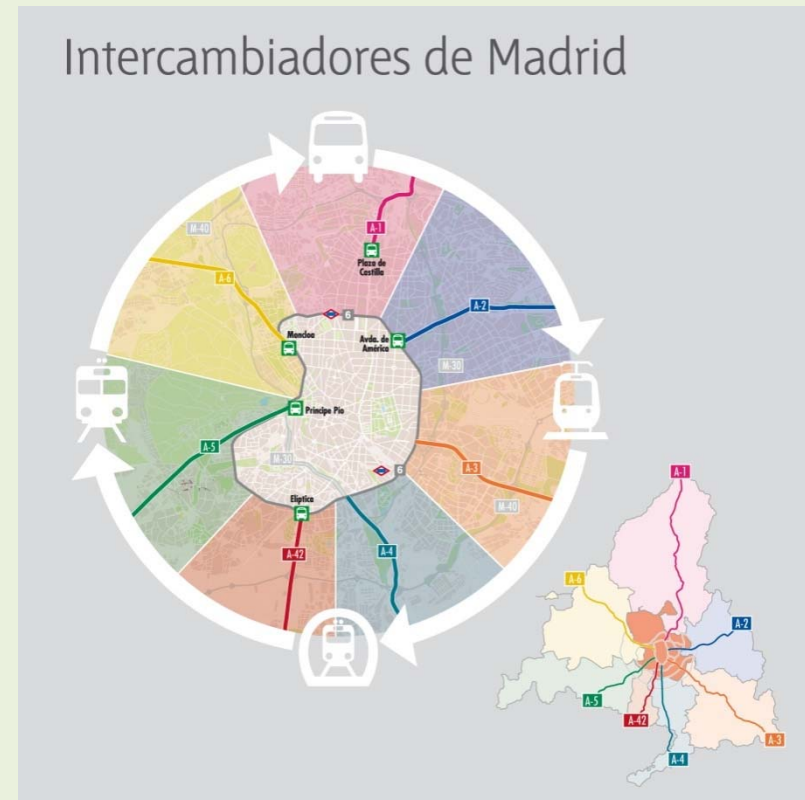 Intercambiadores de Madrid
M-40
A-1
Plaza de
Castilla
A-6
A-2
6
Moncloa
Avda. de
América
M-30
Príncipe Pío
A-5
M-30
6
A-3
M-40
Elíptica
A-42
A-4
A-1
A-6
A-2
A-5
A-42
A-3
A-4